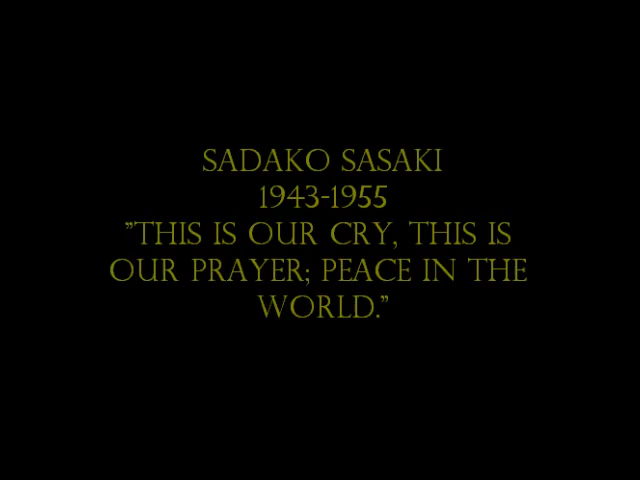 SADAKO SASAKI
1943-1955
"THIS IS OUR CRY, THIS IS
OUR PRAYER; PEACE IN THE
WORLD."